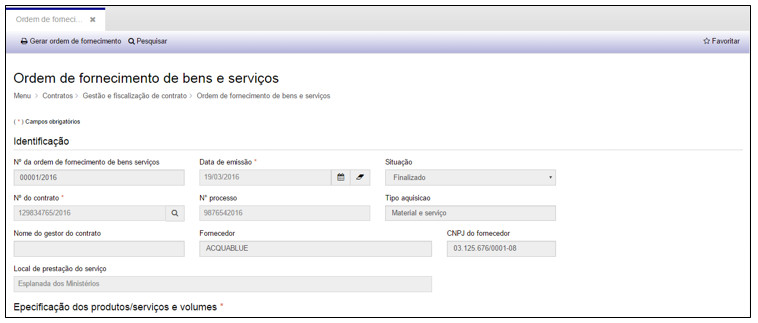 Ordem de forneci... ✖
Gerar ordem de fornecimento Pesquisar Favoritar
Ordem de fornecimento de bens e serviços
Menu > Contratos > Gestão e fiscalização de contrato > Ordem de fornecimento de bens e serviços
( * ) Campos obrigatórios
Identificação
Nº da ordem de fornecimento de bens serviços Data de emissão * Situação
00001/2016 19/03/2016 Finalizado
Nº do contrato * N° processo Tipo aquisicao
129834765/2016 9876542016 Material e serviço
Nome do gestor do contrato Fornecedor CNPJ do fornecedor
ACQUABLUE 03.125.676/0001-08
Local de prestação do serviço
Esplanada dos Ministérios
Epecificação dos produtos/serviços e volumes *